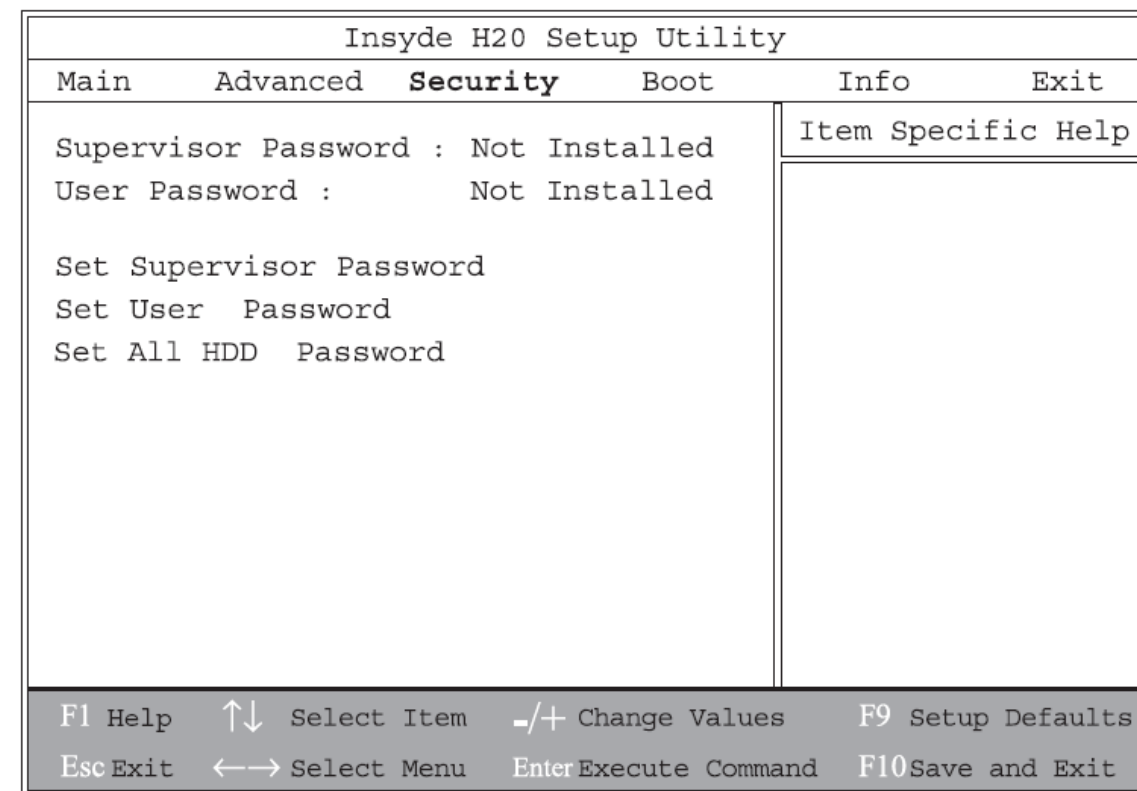 Insyde H20 Setup Utility
Main Advanced Security Boot Info Exit
Item Specific Help
Supervisor Password : Not Installed
User Password : Not Installed
Set Supervisor Password
Set User Password
Set All HDD Password
F1 Help ↑↓ Select Item -/+ Change Values F9 Setup Defaults
Esc Exit ←→ Select Menu Enter Execute Command F10 Save and Exit